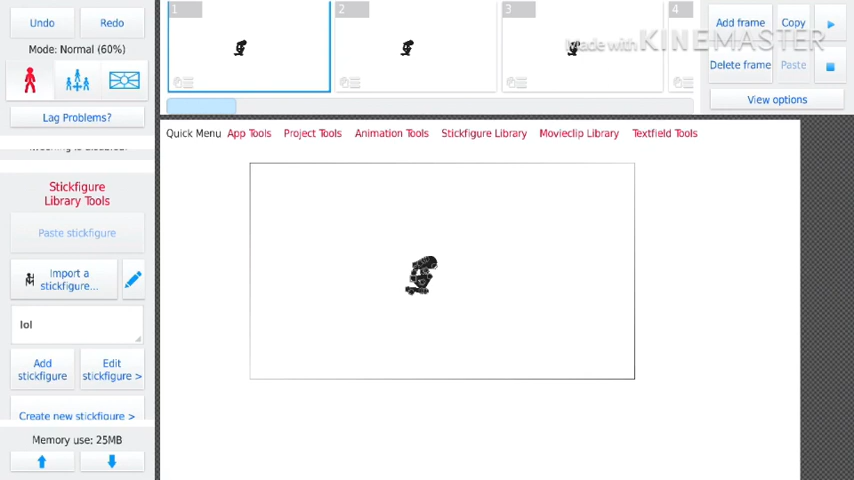 Undo
Redo
Mode: Normal (60%)
Lag Problems?
Stickfigure
Library Tools
Paste stickfigure
Import a
stickfigure...
lol
Add
stickfigure
Edit
stickfigure >
Create new stickfigure >
Memory use: 25MB
1
2
3
4
Made with KINEMASTER
Add frame
Copy
Delete frame
Paste
View options
Quick Menu
App Tools
Project Tools
Animation Tools
Stickfigure Library
Movieclip Library
Textfield Tools